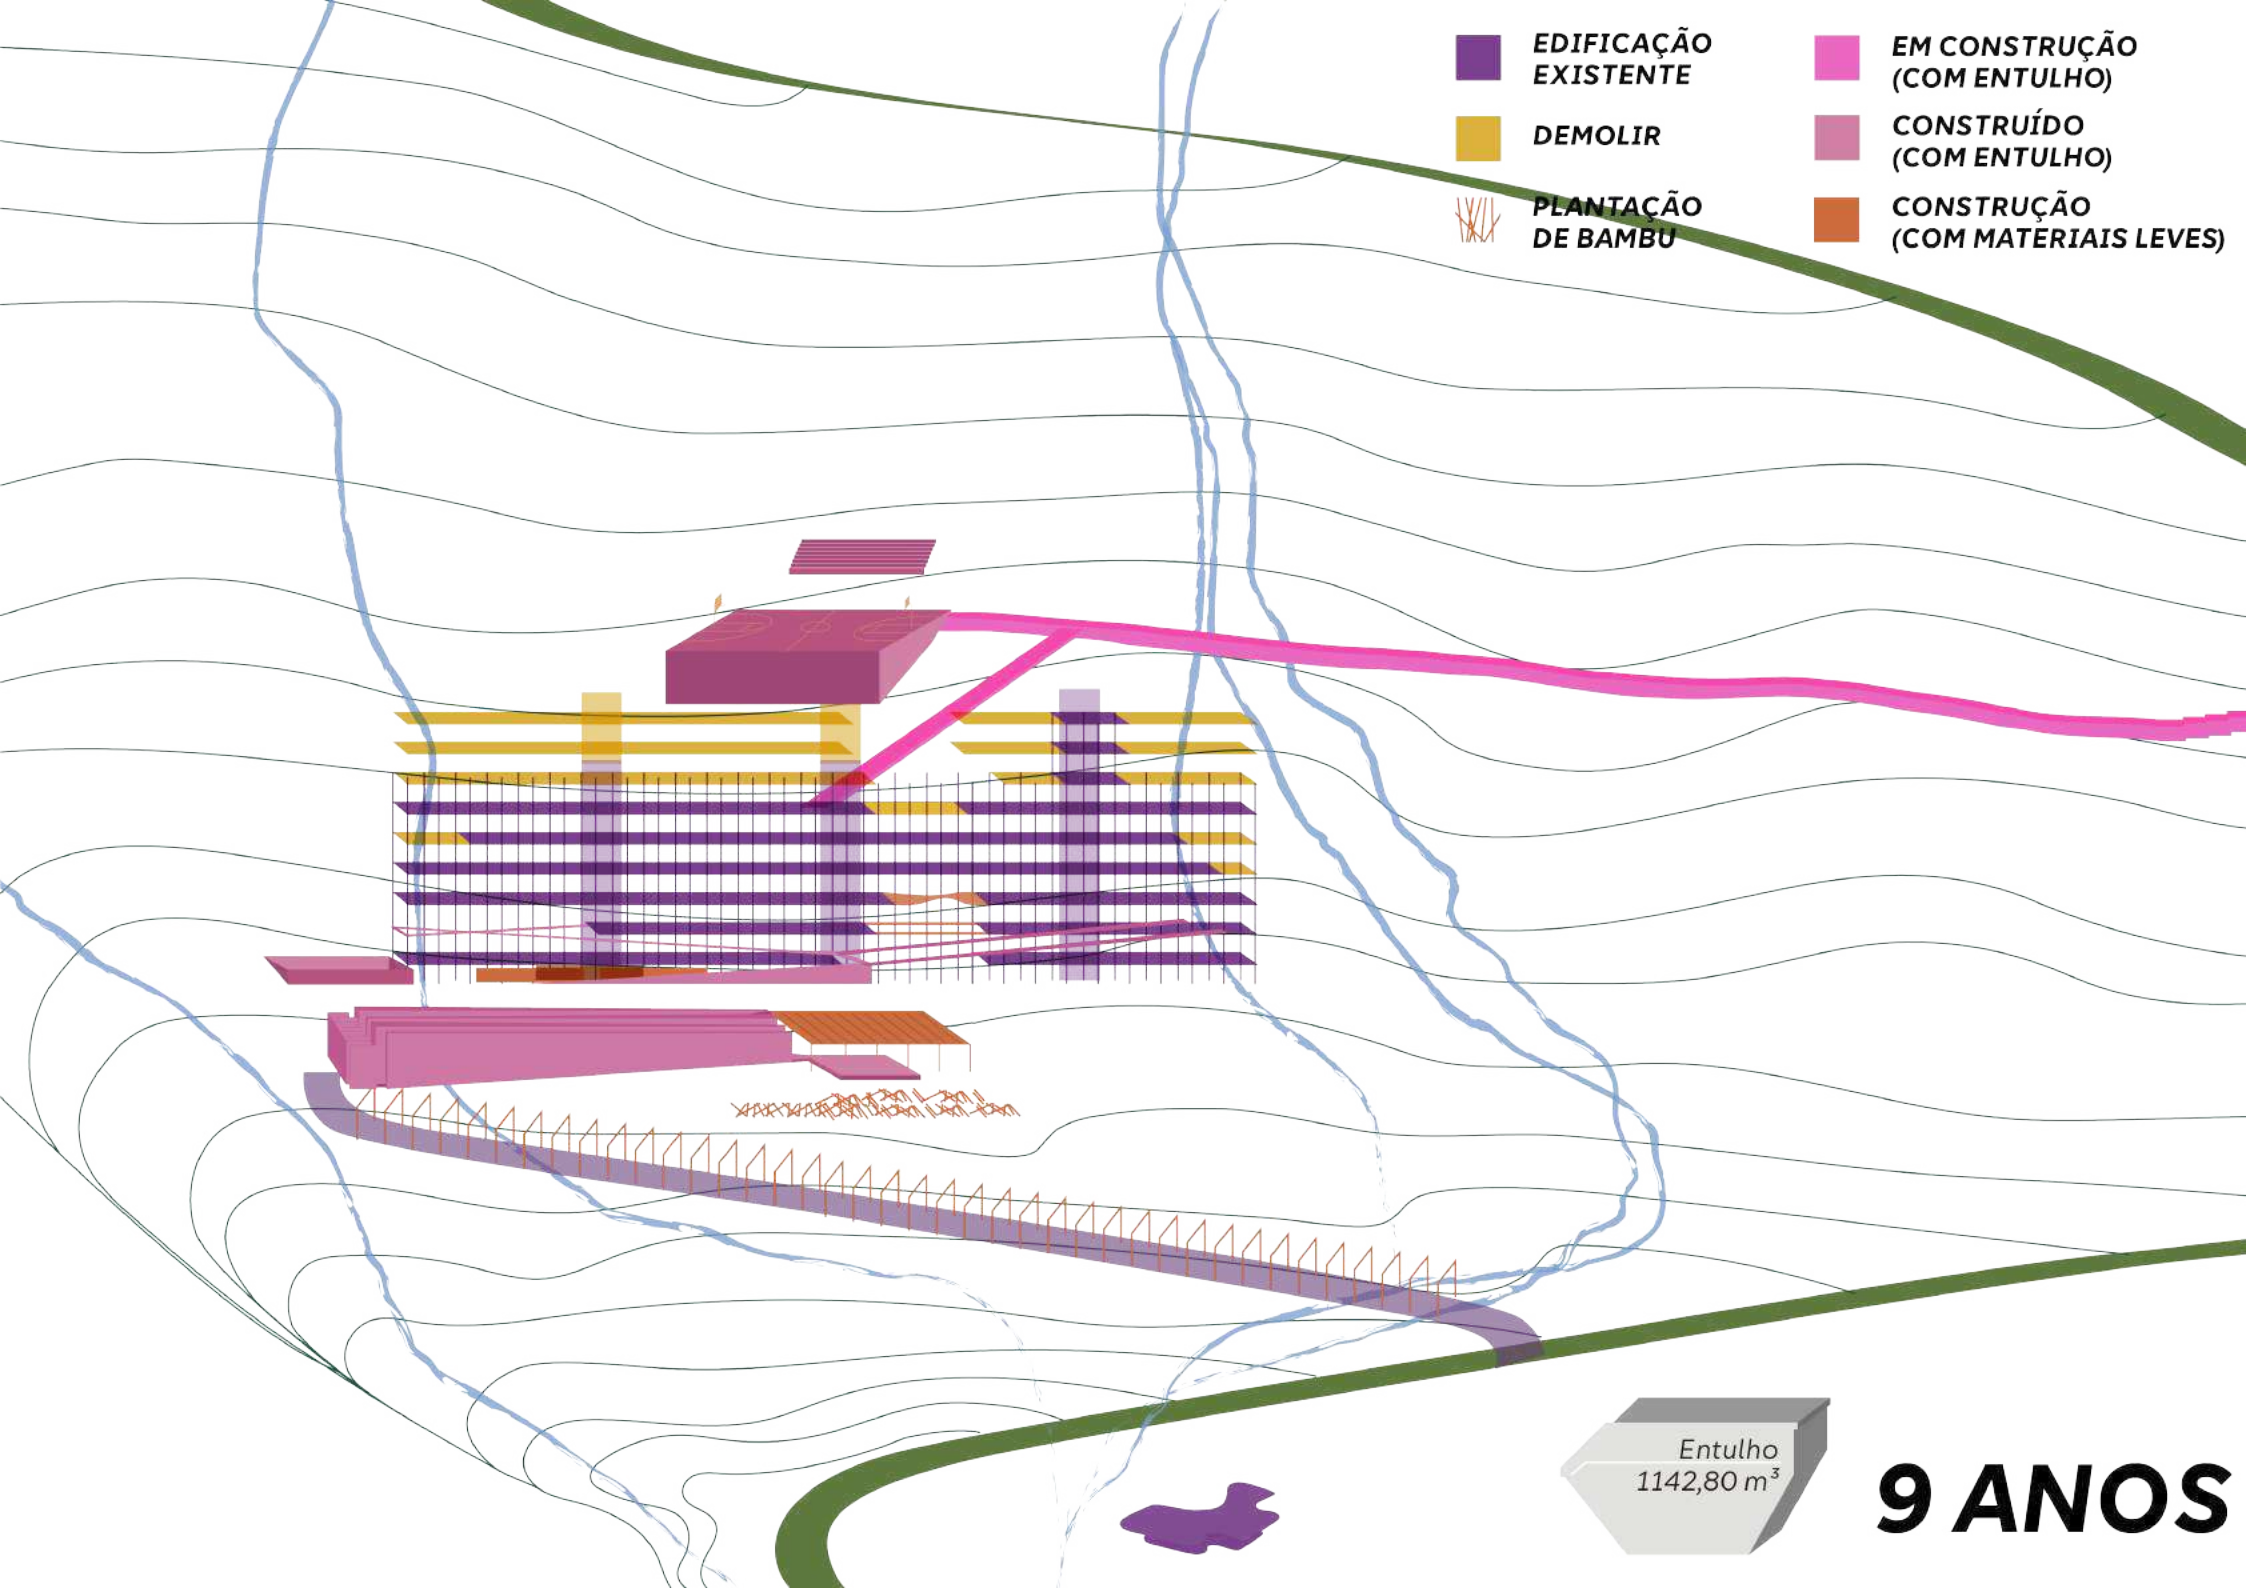 EDIFICAÇÃO
EXISTENTE
DEMOLIR
PLANTAÇÃO
DE BAMBU
EM CONSTRUÇÃO
(COM ENTULHO)
CONSTRUÍDO
(COM ENTULHO)
CONSTRUÇÃO
(COM MATERIAIS LEVES)
Entulho
1142,80 m³
9 ANOS